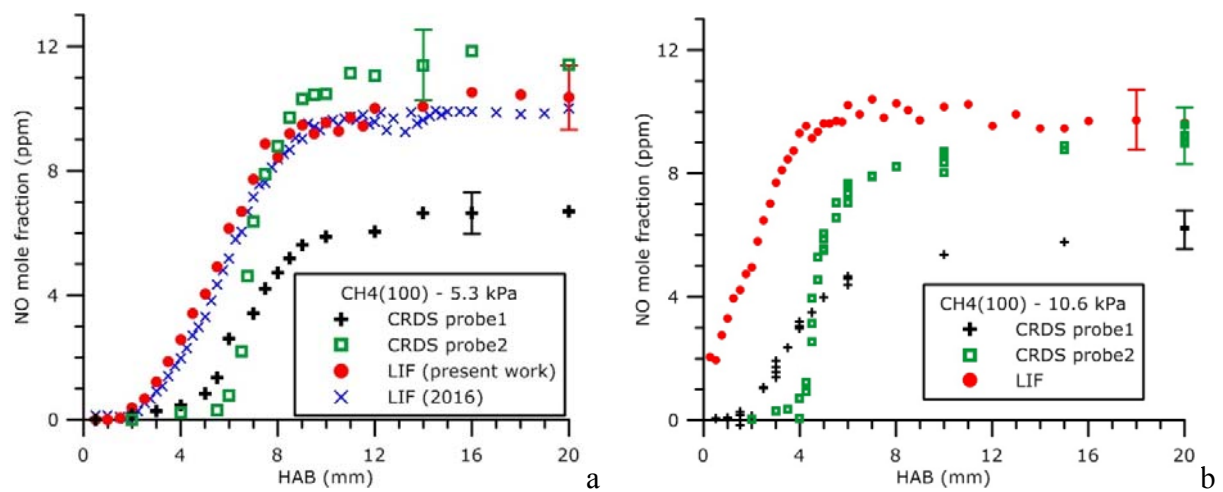 12
8
4
0
NO mole fraction (ppm)
CH4(100) - 5.3 kPa
CRDS probe1
CRDS probe2
LIF (present work)
LIF (2016)
0 4 8 12 16 20
HAB (mm)
a
12
8
4
0
NO mole fraction (ppm)
CH4(100) - 10.6 kPa
CRDS probe1
CRDS probe2
LIF
0 4 8 12 16 20
HAB (mm)
b